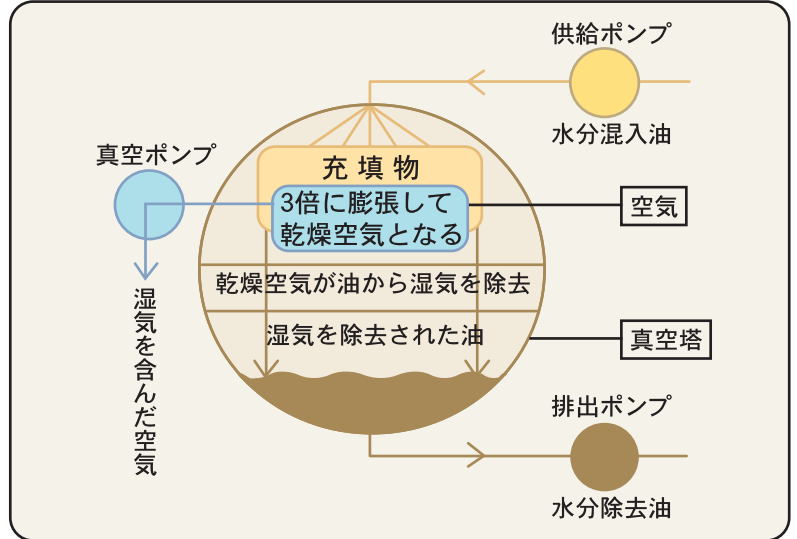 供給ポンプ
水分混入油
真空ポンプ
充填物
3倍に膨張して
乾燥空気となる
空気
乾燥空気が油から湿気を除去
湿気を含んだ空気
湿気を除去された油
真空塔
排出ポンプ
水分除去油